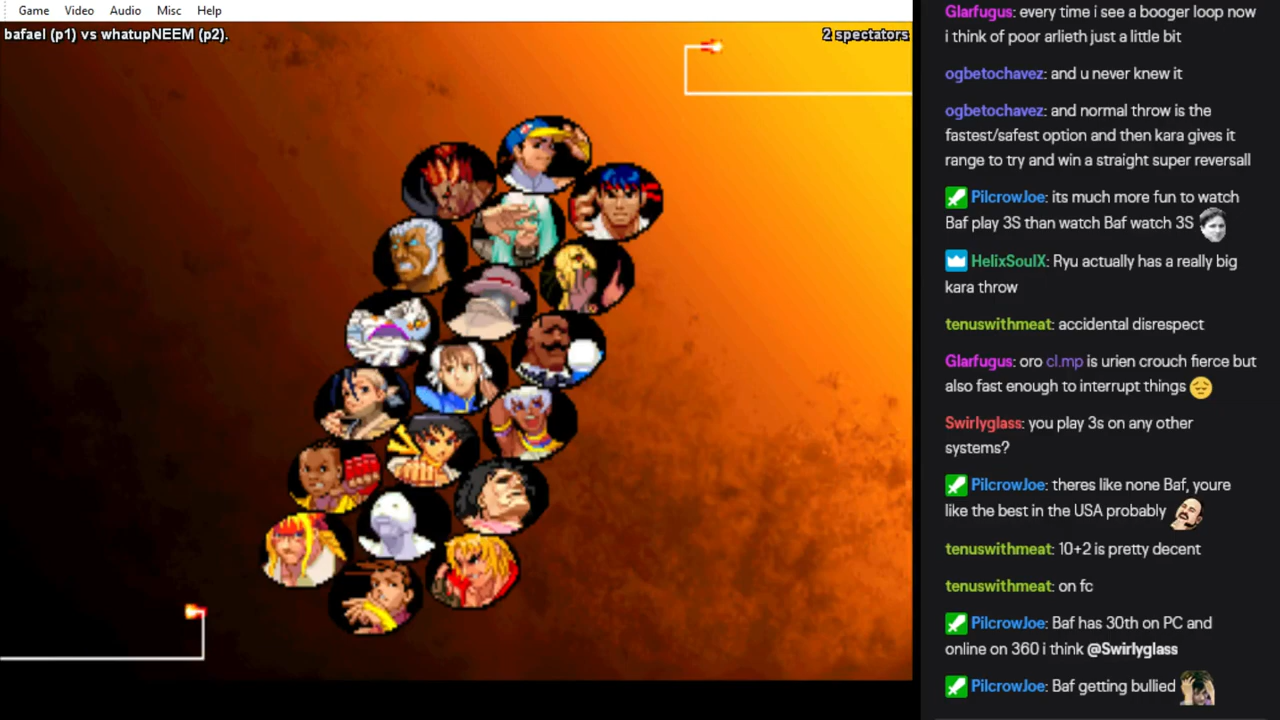 Game Video Audio Misc Help
bafael (p1) vs whatupNEEM (p2).
2 spectators
Glarfugus: every time i see a booger loop now
i think of poor arlieth just a little bit
ogbetochavez: and u never knew it
ogbetochavez: and normal throw is the
fastest/safest option and then kara gives it
range to try and win a straight super reversall
PilcrowJoe: its much more fun to watch
Baf play 3S than watch Baf watch 3S
HelixSoulX: Ryu actually has a really big
kara throw
tenuswithmeat: accidental disrespect
Glarfugus: oro cl.mp is urien crouch fierce but
also fast enough to interrupt things
Swirlyglass: you play 3s on any other
systems?
PilcrowJoe: theres like none Baf, youre
like the best in the USA probably
tenuswithmeat: 10+2 is pretty decent
tenuswithmeat: on fc
PilcrowJoe: Baf has 30th on PC and
online on 360 i think @Swirlyglass
PilcrowJoe: Baf getting bullied